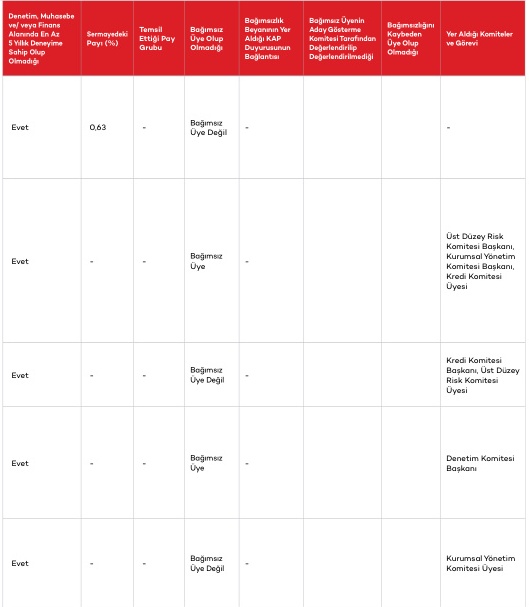 Denetim, Muhasebe
ve/ veya Finans
Alanında En Az
5 Yıllık Deneyime
Sahip Olup
Olmadığı
Sermayedeki
Payı (%)
Temsil
Ettiği Pay
Grubu
Bağımsız
Üye Olup
Olmadığı
Bağımsızlık
Beyanının Yer
Aldığı KAP
Duyurusunun
Bağlantısı
Bağımsız Üyenin
Aday Gösterme
Komitesi Tarafından
Değerlendirilip
Değerlendirilmediği
Bağımsızlığını
Kaybeden
Üye Olup
Olmadığı
Yer Aldığı Komiteler
ve Görevi
Evet
0,63
-
Bağımsız
Üye Değil
-
-
Evet
-
-
Bağımsız
Üye
-
Üst Düzey Risk
Komitesi Başkanı,
Kurumsal Yönetim
Komitesi Başkanı,
Kredi Komitesi
Üyesi
Evet
-
-
Bağımsız
Üye Değil
-
Kredi Komitesi
Başkanı, Üst Düzey
Risk Komitesi
Üyesi
Evet
-
-
Bağımsız
Üye
-
Denetim Komitesi
Başkanı
Evet
-
-
Bağımsız
Üye Değil
-
Kurumsal Yönetim
Komitesi Üyesi